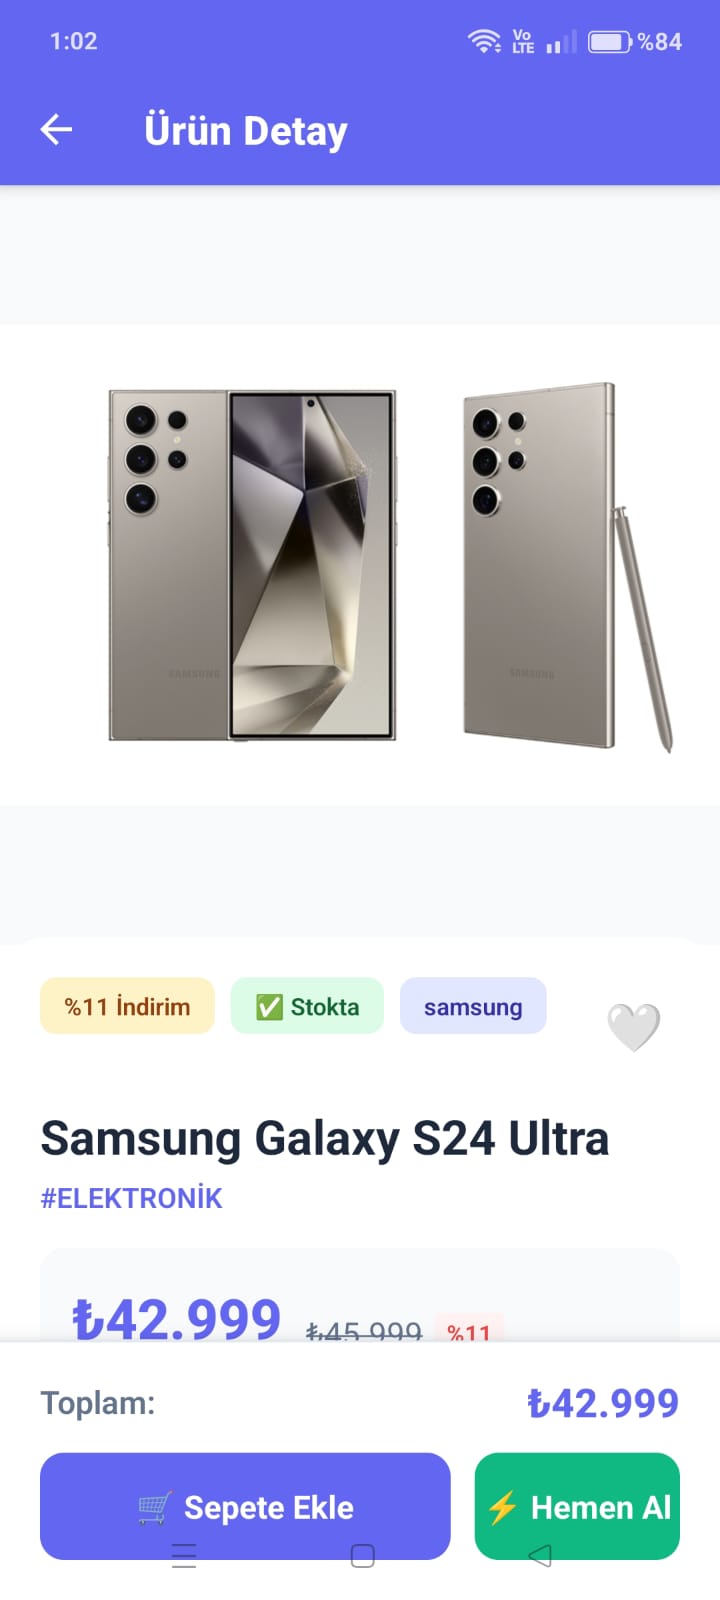 1:02 Vo LTE %84
Ürün Detay
SAMSUNG SAMSUNG
%11 İndirim ✅ Stokta samsung
Samsung Galaxy S24 Ultra
#ELEKTRONİK
₺42.999 ₺45.999 %11
Toplam: ₺42.999
🛒 Sepete Ekle ⚡ Hemen Al